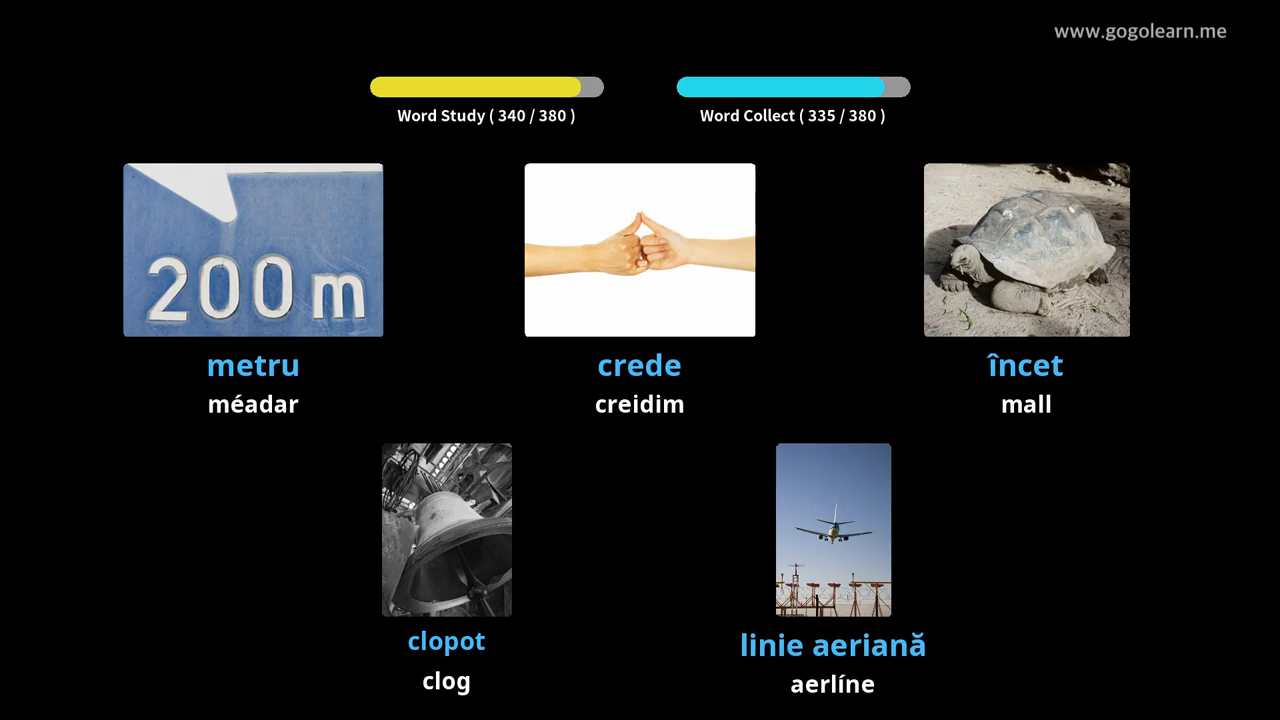 www.gogolearn.me
Word Study ( 340 / 380 )
Word Collect ( 335 / 380 )
200 m
metru
crede
încet
méadar
creidim
mall
clopot
linie aeriană
clog
aerlíne